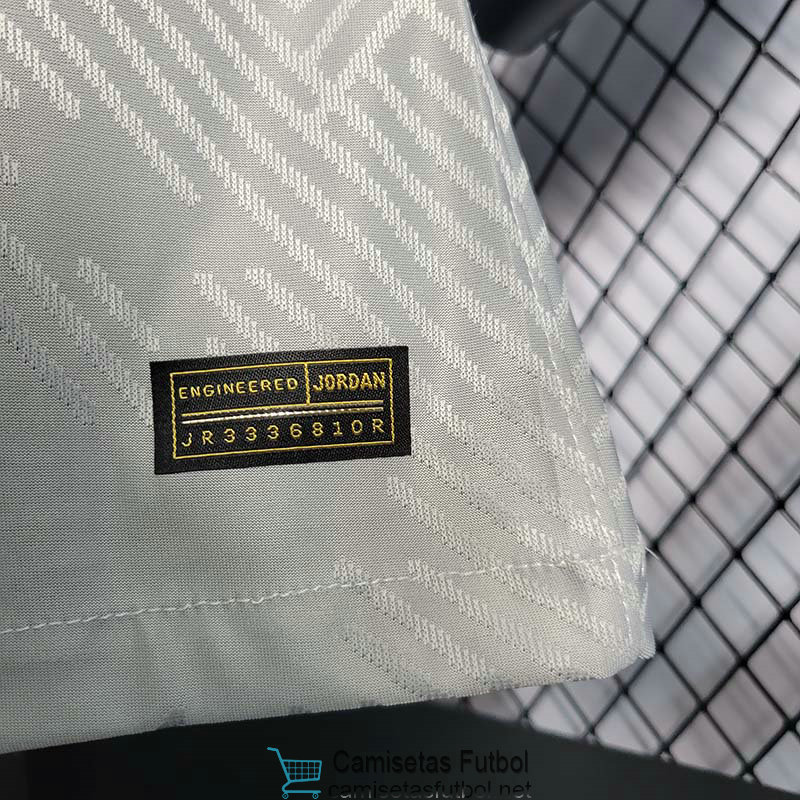 ENGINEERED JORDAN
JR3336810R
Camisetas Futbol
camisetasfutbol.net